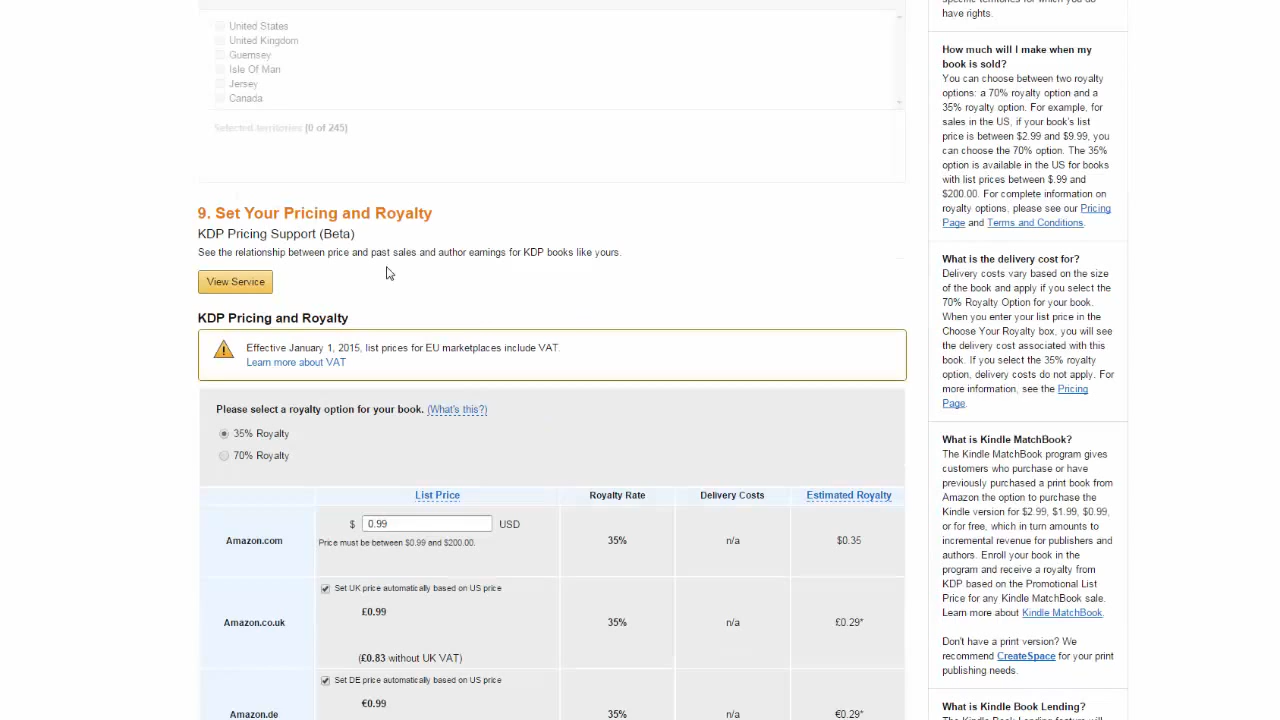 United States
United Kingdom
Guernsey
Isle Of Man
Jersey
Canada
Selected territories (0 of 245)
9. Set Your Pricing and Royalty
KDP Pricing Support (Beta)
See the relationship between price and past sales and author earnings for KDP books like yours.
View Service
KDP Pricing and Royalty
Effective January 1, 2015, list prices for EU marketplaces include VAT.
Learn more about VAT
Please select a royalty option for your book. (What's this?)
35% Royalty
70% Royalty
List Price Royalty Rate Delivery Costs Estimated Royalty
Amazon.com $ 0.99 USD 35% n/a $0.35
Price must be between $0.99 and $200.00.
Set UK price automatically based on US price
Amazon.co.uk £0.99 35% n/a £0.29*
(£0.83 without UK VAT)
Set DE price automatically based on US price
€0.99
Amazon.de 35% n/a €0.29*
have rights.
How much will I make when my
book is sold?
You can choose between two royalty
options: a 70% royalty option and a
35% royalty option. For example, for
sales in the US, if your book's list
price is between $2.99 and $9.99, you
can choose the 70% option. The 35%
option is available in the US for books
with list prices between $.99 and
$200.00. For complete information on
royalty options, please see our Pricing
Page and Terms and Conditions.
What is the delivery cost for?
Delivery costs vary based on the size
of the book and apply if you select the
70% Royalty Option for your book.
When you enter your list price in the
Choose Your Royalty box, you will see
the delivery cost associated with this
book. If you select the 35% royalty
option, delivery costs do not apply. For
more information, see the Pricing
Page.
What is Kindle MatchBook?
The Kindle MatchBook program gives
customers who purchase or have
previously purchased a print book from
Amazon the option to purchase the
Kindle version for $2.99, $1.99, $0.99,
or for free, which in turn amounts to
incremental revenue for publishers and
authors. Enroll your book in the
program and receive a royalty from
KDP based on the Promotional List
Price for any Kindle MatchBook sale.
Learn more about Kindle MatchBook.
Don't have a print version? We
recommend CreateSpace for your print
publishing needs.
What is Kindle Book Lending?